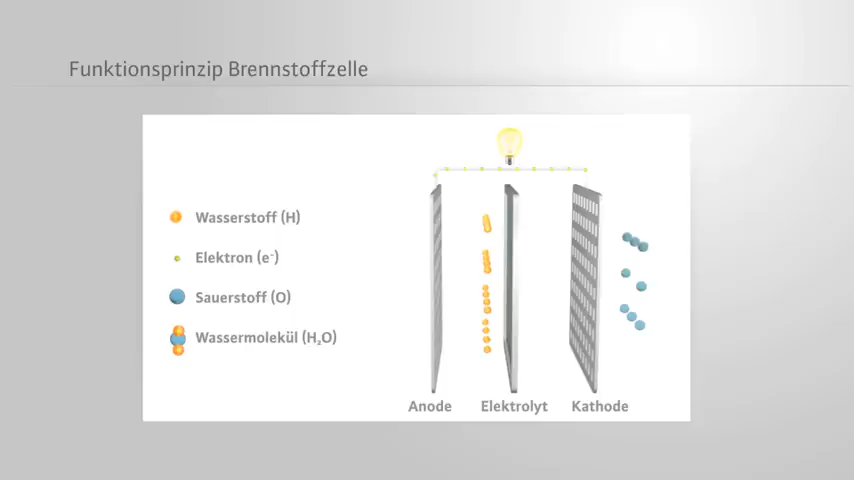 Funktionsprinzip Brennstoffzelle
Wasserstoff (H)
Elektron (e⁻)
Sauerstoff (O)
Wassermolekül (H₂O)
Anode Elektrolyt Kathode